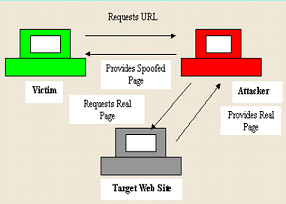 Requests URL
Provides Spoofed
Page
Victim
Attacker
Requests Real
Page
Provides Real
Page
Target Web Site